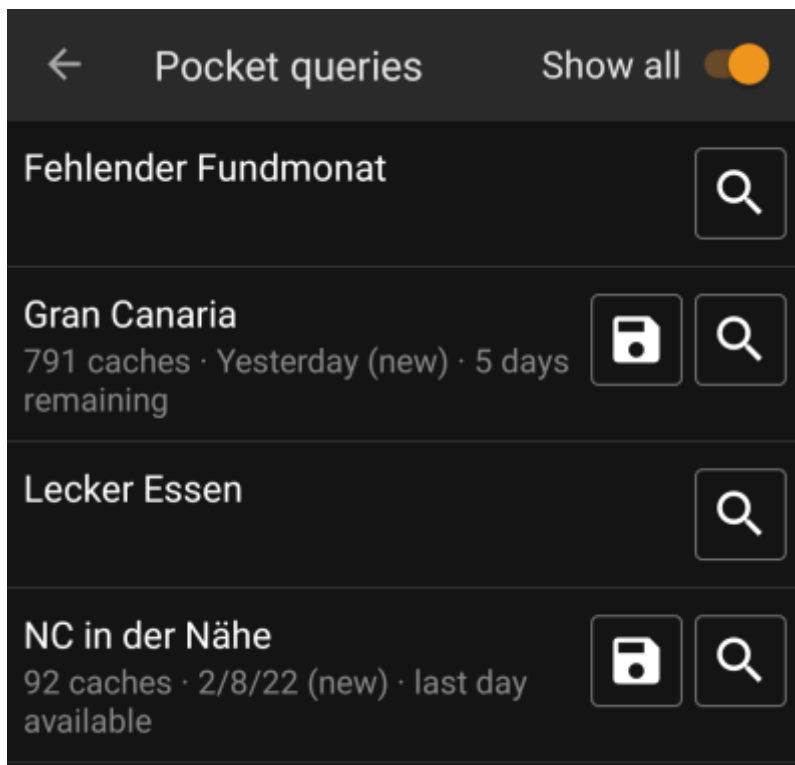 Pocket queries Show all
Fehlender Fundmonat
Gran Canaria
791 caches · Yesterday (new) · 5 days
remaining
Lecker Essen
NC in der Nähe
92 caches · 2/8/22 (new) · last day
available